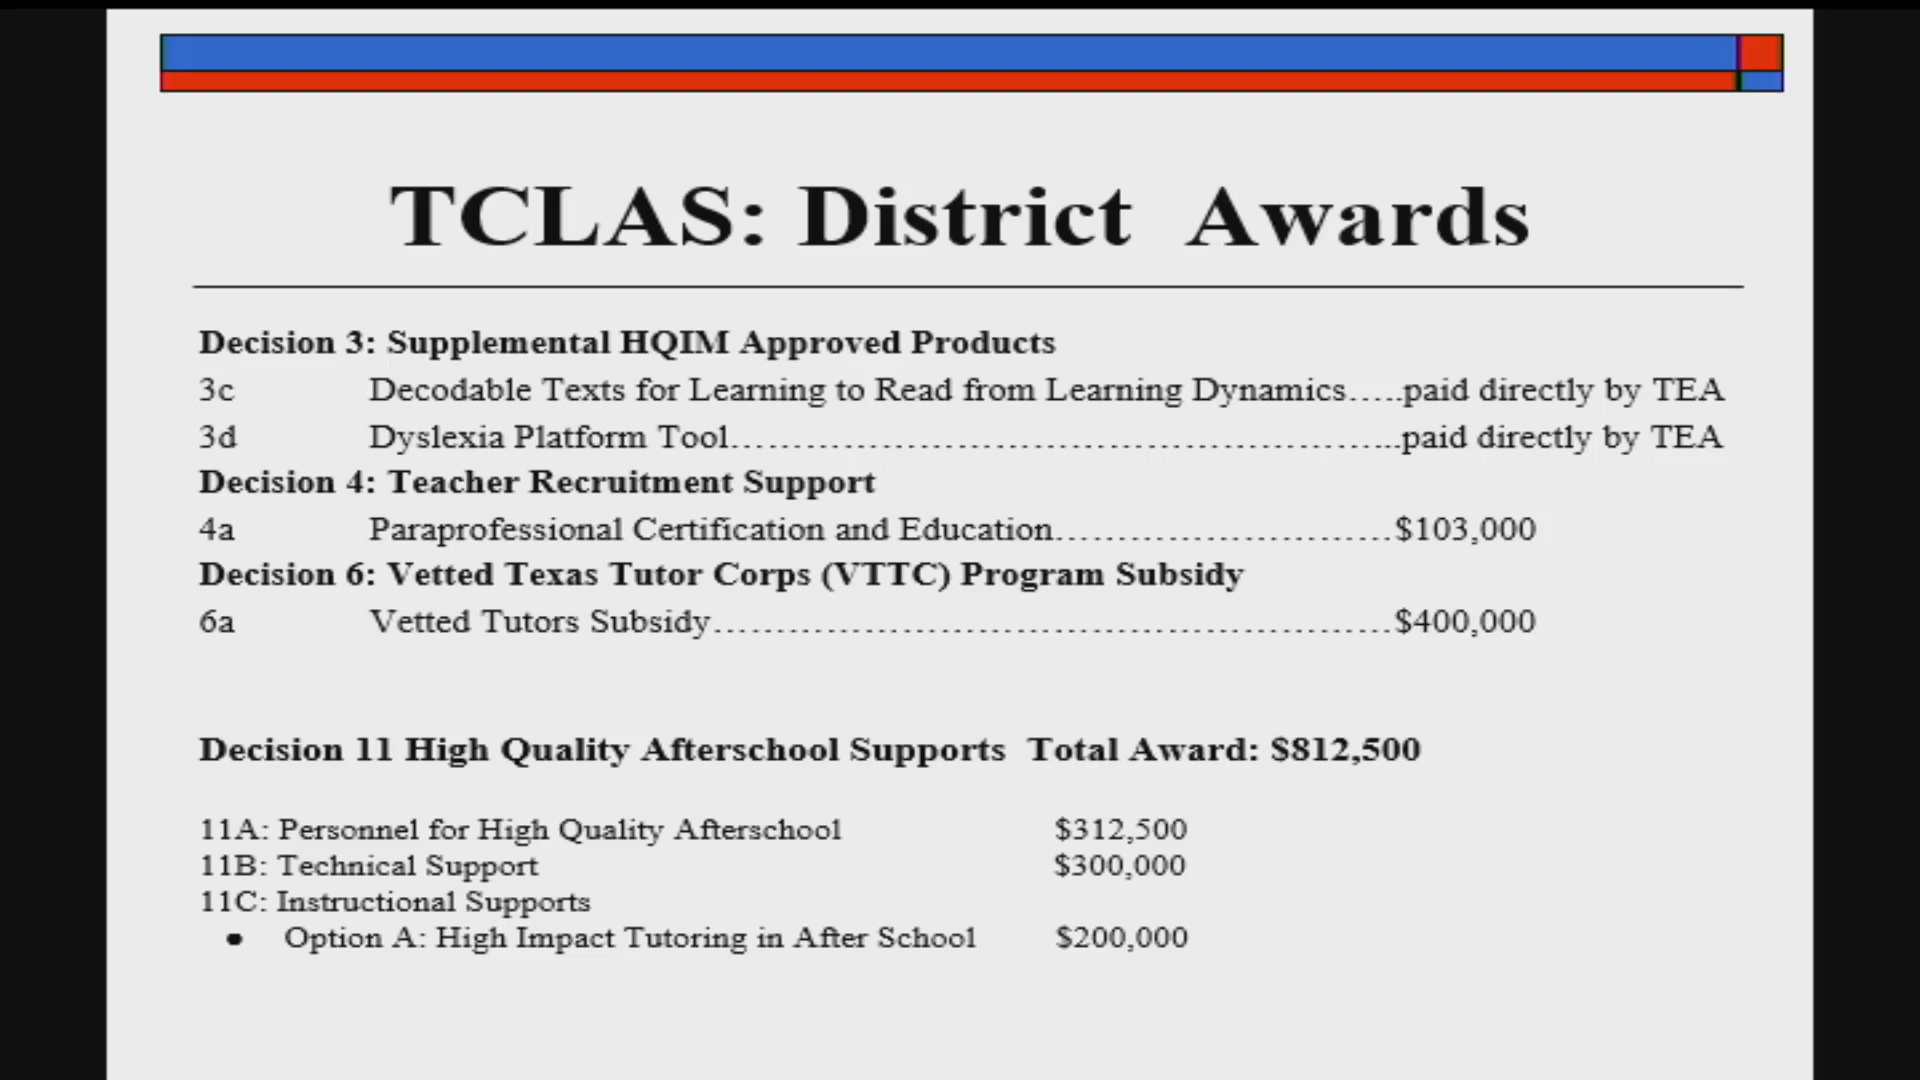 TCLAS: District Awards
Decision 3: Supplemental HQIM Approved Products
3c Decodable Texts for Learning to Read from Learning Dynamics.....paid directly by TEA
3d Dyslexia Platform Tool..........................................................paid directly by TEA
Decision 4: Teacher Recruitment Support
4a Paraprofessional Certification and Education.............................$103,000
Decision 6: Vetted Texas Tutor Corps (VTTC) Program Subsidy
6a Vetted Tutors Subsidy..........................................................$400,000
Decision 11 High Quality Afterschool Supports Total Award: $812,500
11A: Personnel for High Quality Afterschool $312,500
11B: Technical Support $300,000
11C: Instructional Supports
● Option A: High Impact Tutoring in After School $200,000